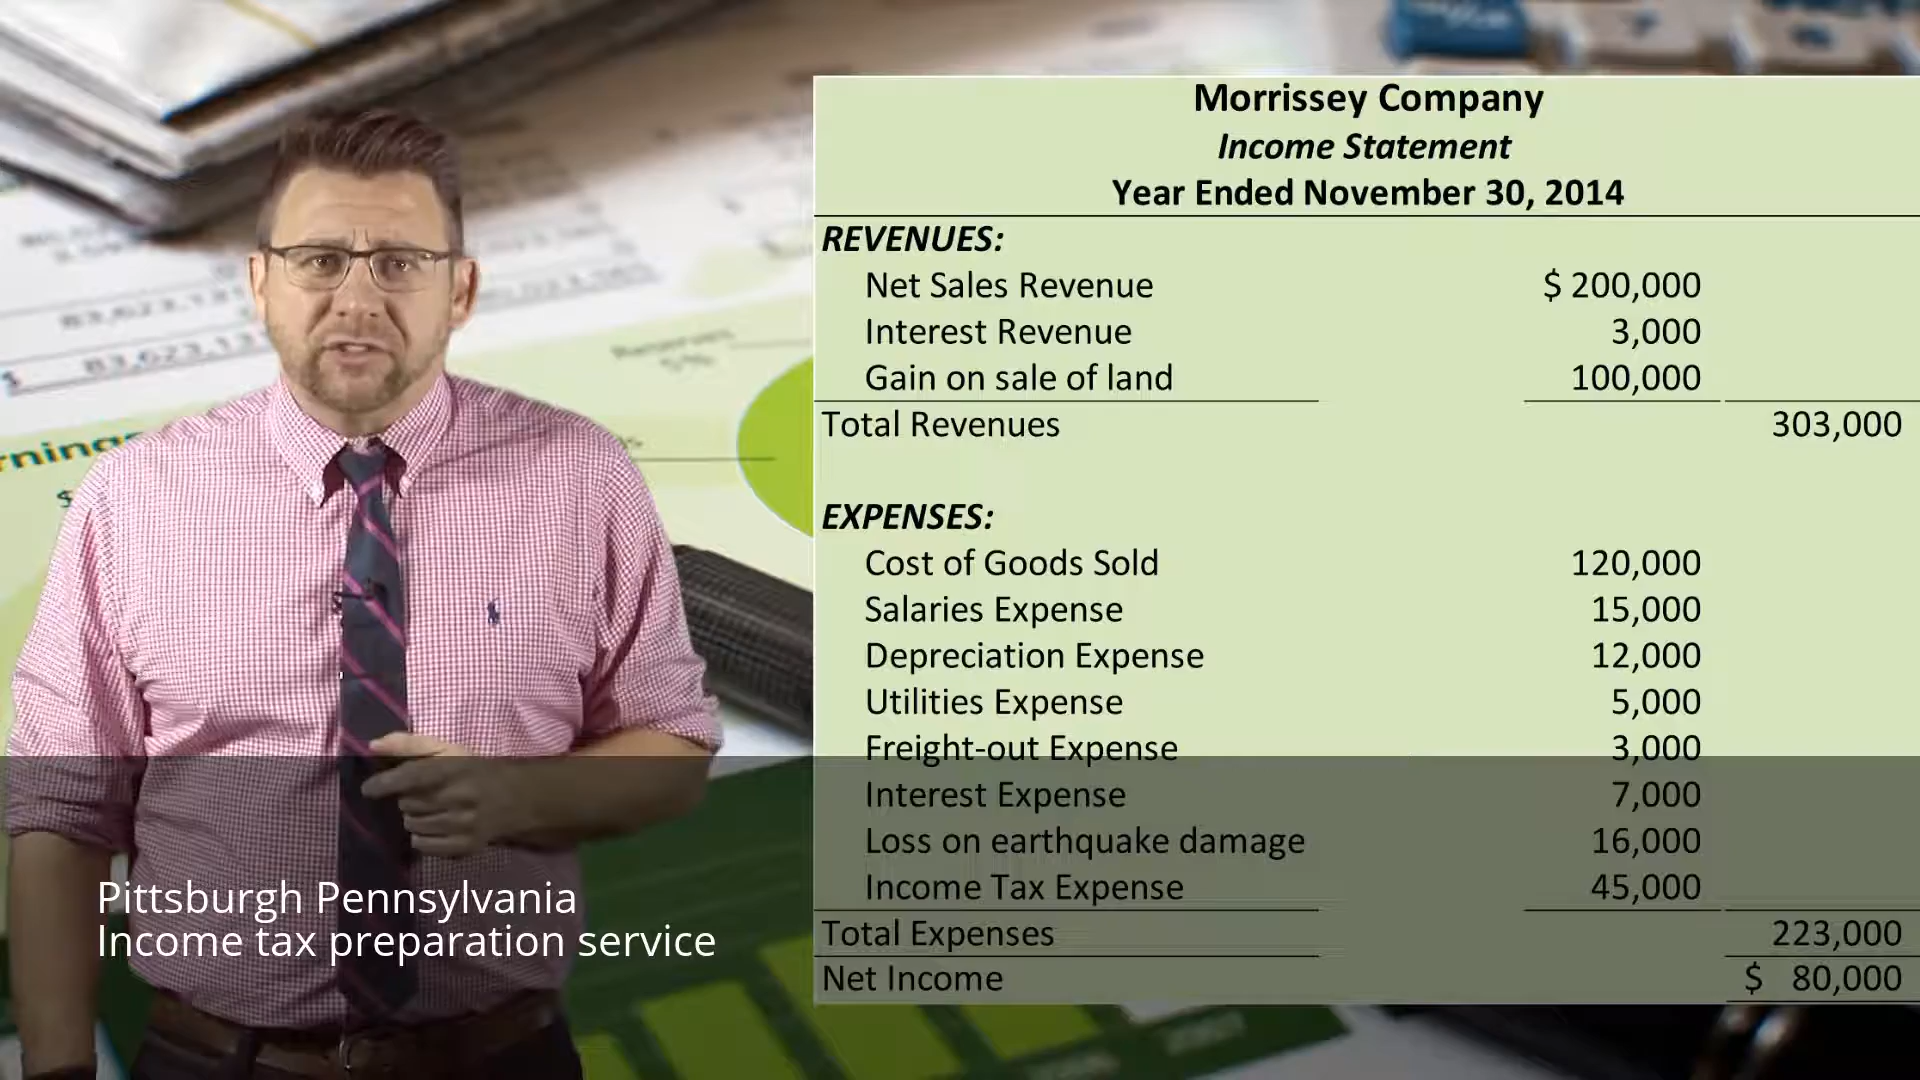 Morrissey Company
Income Statement
Year Ended November 30, 2014
REVENUES:
Net Sales Revenue $ 200,000
Interest Revenue 3,000
Gain on sale of land 100,000
Total Revenues 303,000
EXPENSES:
Cost of Goods Sold 120,000
Salaries Expense 15,000
Depreciation Expense 12,000
Utilities Expense 5,000
Freight-out Expense 3,000
Interest Expense 7,000
Loss on earthquake damage 16,000
Income Tax Expense 45,000
Total Expenses 223,000
Net Income $ 80,000
Pittsburgh Pennsylvania
Income tax preparation service